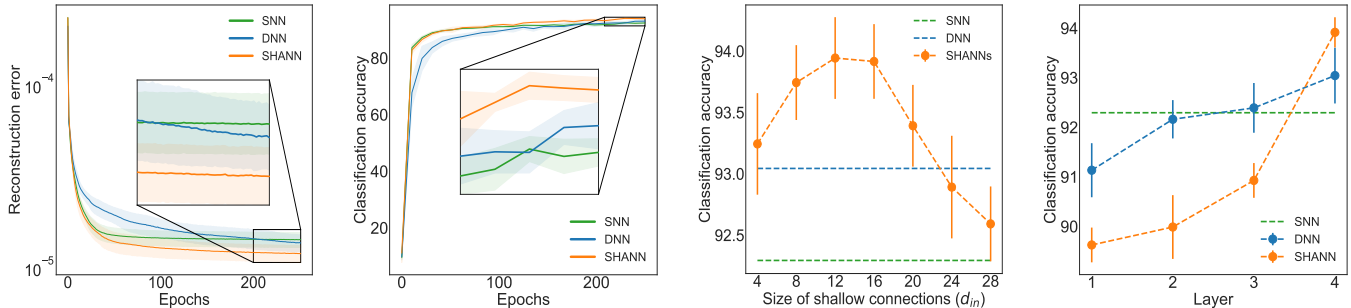 Reconstruction error
10⁻⁴
10⁻⁵
0
100
200
Epochs
SNN
DNN
SHANN
Classification accuracy
80
60
40
20
0
100
200
Epochs
SNN
DNN
SHANN
Classification accuracy
94.0
93.5
93.0
92.5
4 8 12 16 20 24 28
Size of shallow connections (d_in)
SNN
DNN
SHANNs
Classification accuracy
94
93
92
91
90
1 2 3 4
Layer
SNN
DNN
SHANN